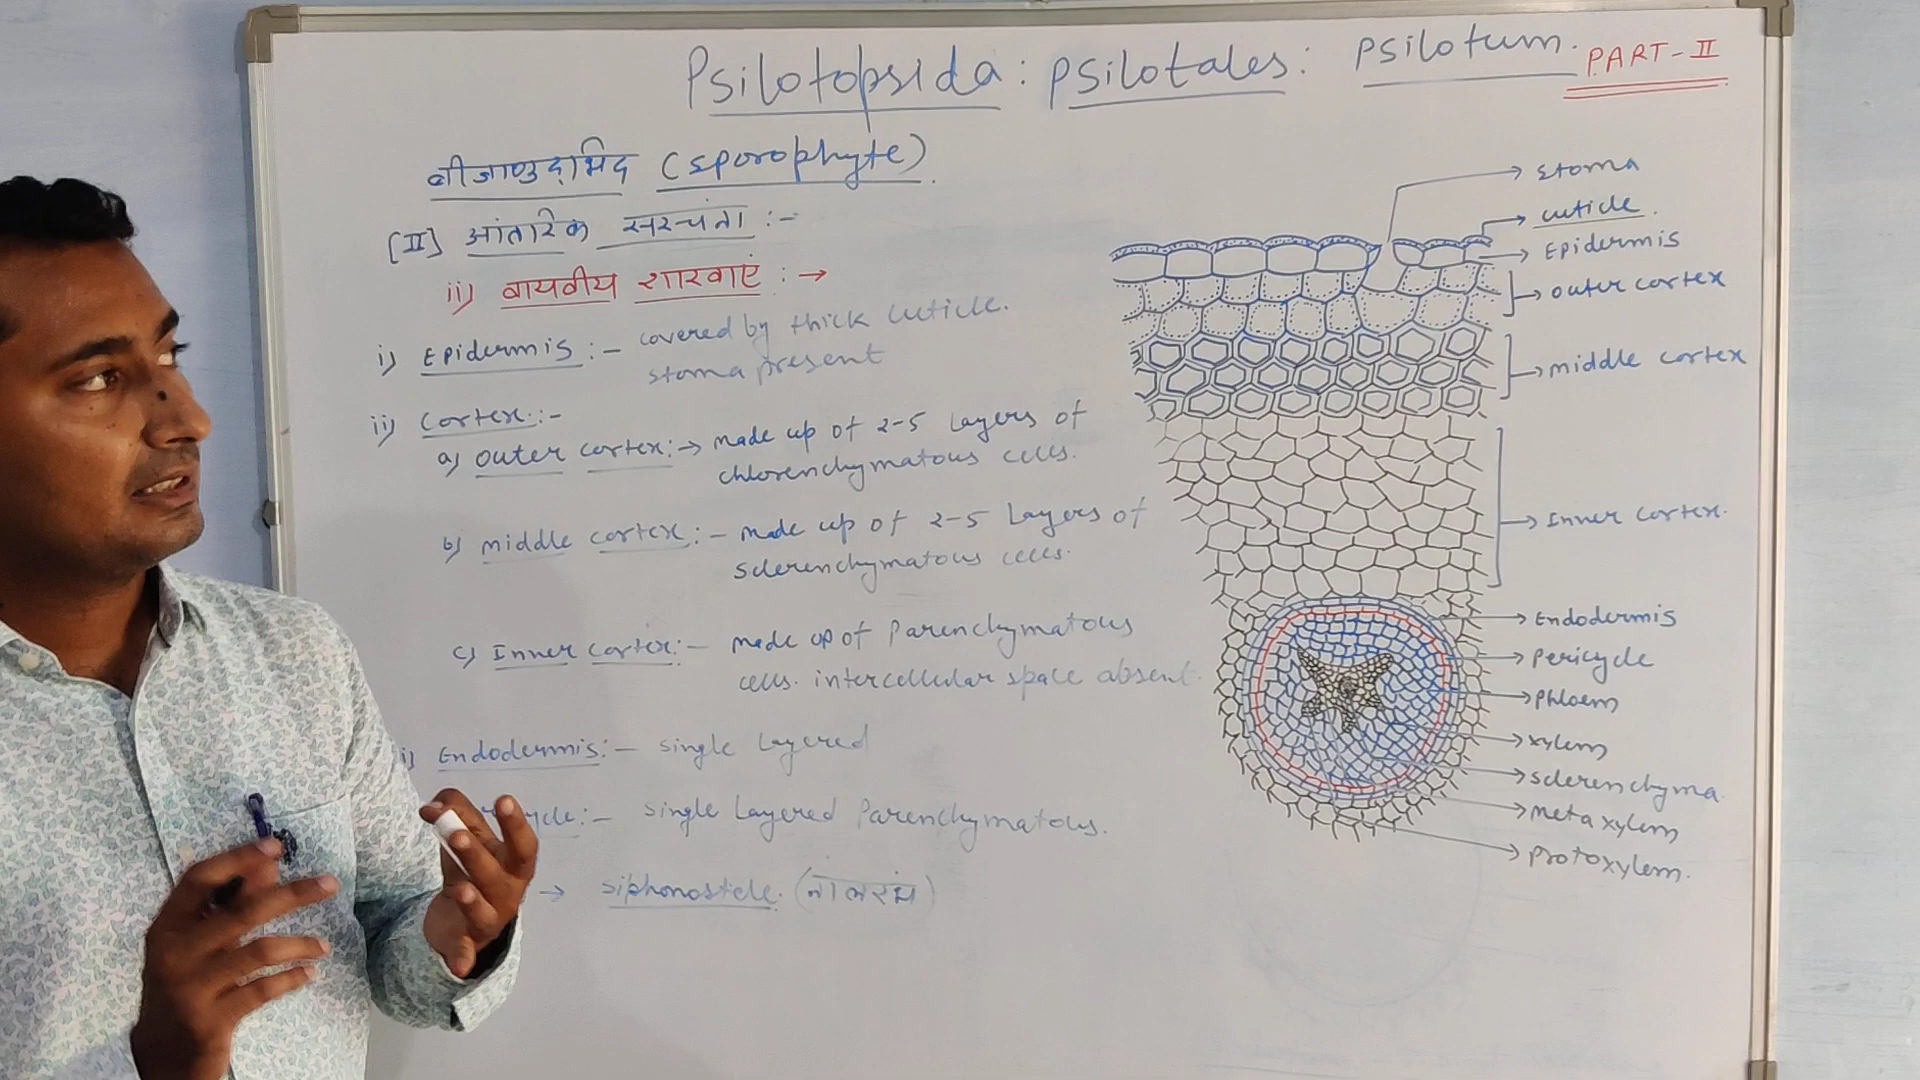 Psilotopsida: psilotales: psilotum. PART-II
बीजाणुद्भिद (sporophyte)
[II] आंतरिक सरचंना :-
ii) वायवीय शाखाएं : →
i) Epidermis :- covered by thick cuticle.
stoma present
ii) Cortex :-
a) outer cortex: → made up of 2-5 Layers of
chlorenchymatous cells.
b) middle cortex :- made up of 2-5 Layers of
sclerenchymatous cells.
c) Inner cortex :- made up of Parenchymatous
cells. intercellular space absent.
Endodermis :- single Layered
cycle :- single Layered Parenchymatous.
→ siphonostele. (नालरंभ)
→ stoma
→ cuticle.
→ Epidermis
→ outer cortex
→ middle cortex
→ Inner cortex.
→ Endodermis
→ pericycle
→ phloem
→ xylem
→ sclerenchyma
→ meta xylem
→ protoxylem.